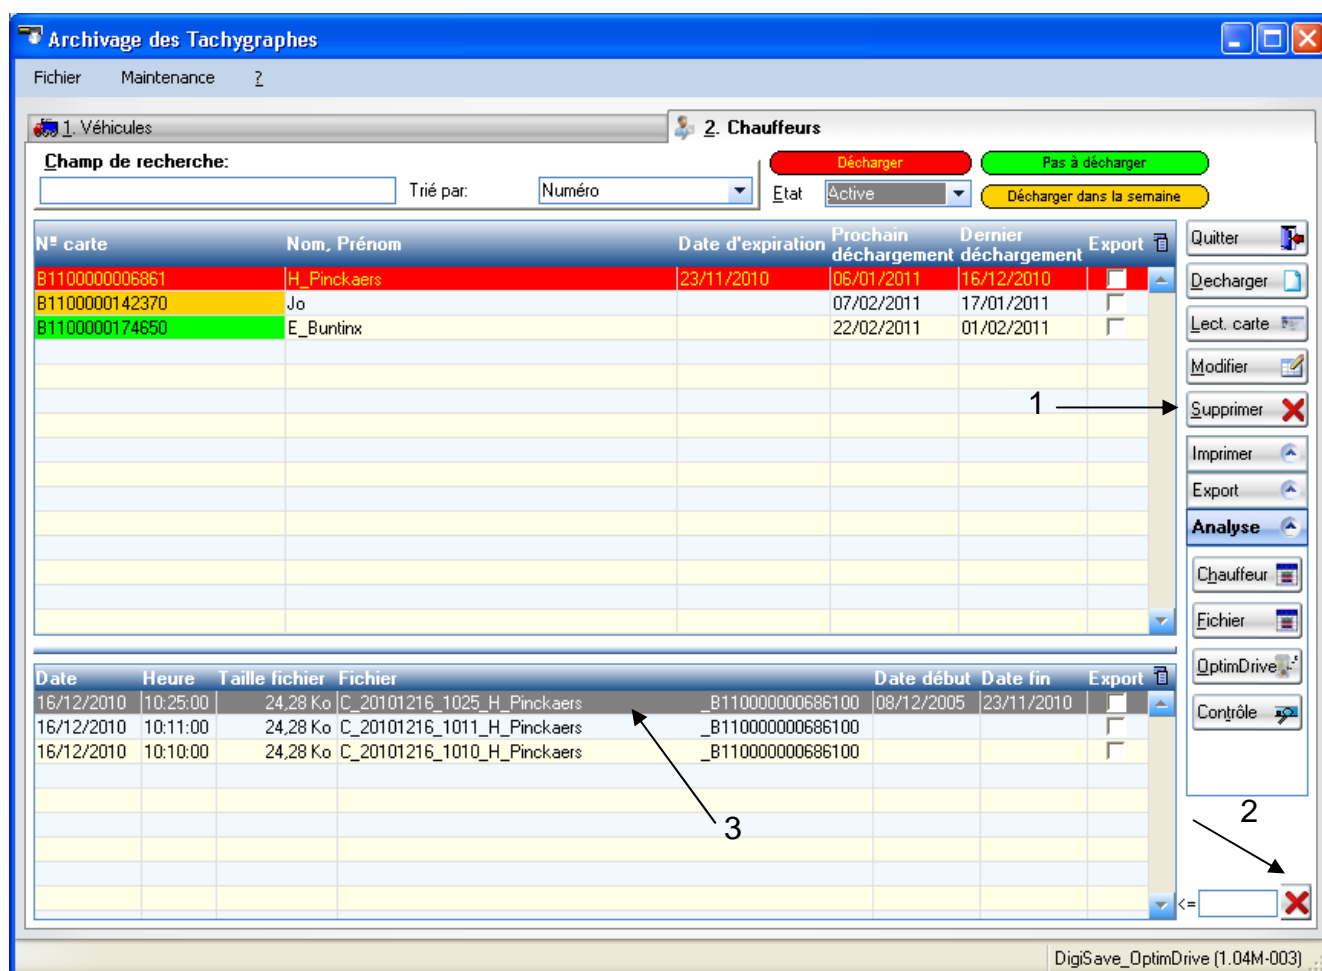 Archivage des Tachygraphes
Fichier Maintenance ?
1. Véhicules 2. Chauffeurs
Champ de recherche: Décharger Pas à décharger
Trié par: Numéro Etat Active Décharger dans la semaine
Nº carte Nom, Prénom Date d'expiration Prochain déchargement Dernier déchargement Export
B1100000006861 H_Pinckaers 23/11/2010 06/01/2011 16/12/2010
B1100000142370 Jo 07/02/2011 17/01/2011
B1100000174650 E_Buntinx 22/02/2011 01/02/2011
Quitter
Decharger
Lect. carte
Modifier
1 Supprimer
Imprimer
Export
Analyse
Chauffeur
Fichier
OptimDrive
Contrôle
Date Heure Taille fichier Fichier Date début Date fin Export
16/12/2010 10:25:00 24,28 Ko C_20101216_1025_H_Pinckaers _B110000000686100 08/12/2005 23/11/2010
16/12/2010 10:11:00 24,28 Ko C_20101216_1011_H_Pinckaers _B110000000686100
16/12/2010 10:10:00 24,28 Ko C_20101216_1010_H_Pinckaers _B110000000686100
3
2
<=
DigiSave_OptimDrive (1.04M-003)